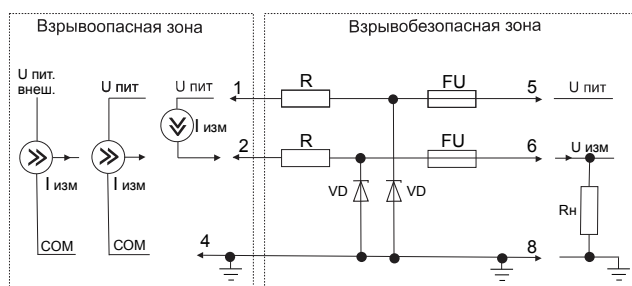 Взрывоопасная зона
Взрывобезопасная зона
U пит.
внеш.
U пит
U пит
1
R
FU
5
U пит
I изм
2
R
FU
6
U изм
I изм
I изм
VD
VD
Rн
COM
COM
4
8